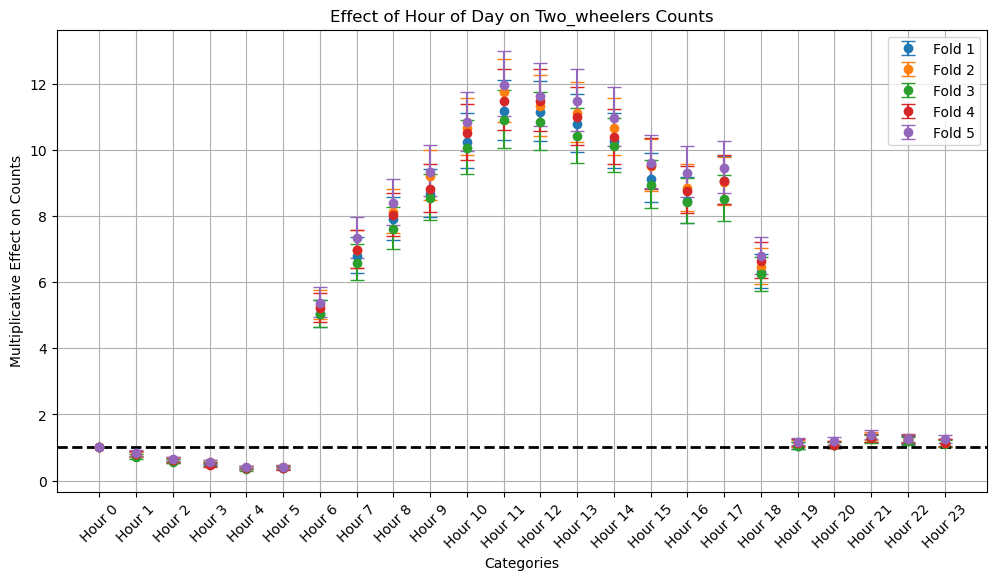 Effect of Hour of Day on Two_wheelers Counts
Multiplicative Effect on Counts
12
10
8
6
4
2
0
Fold 1
Fold 2
Fold 3
Fold 4
Fold 5
Hour 0
Hour 1
Hour 2
Hour 3
Hour 4
Hour 5
Hour 6
Hour 7
Hour 8
Hour 9
Hour 10
Hour 11
Hour 12
Hour 13
Hour 14
Hour 15
Hour 16
Hour 17
Hour 18
Hour 19
Hour 20
Hour 21
Hour 22
Hour 23
Categories